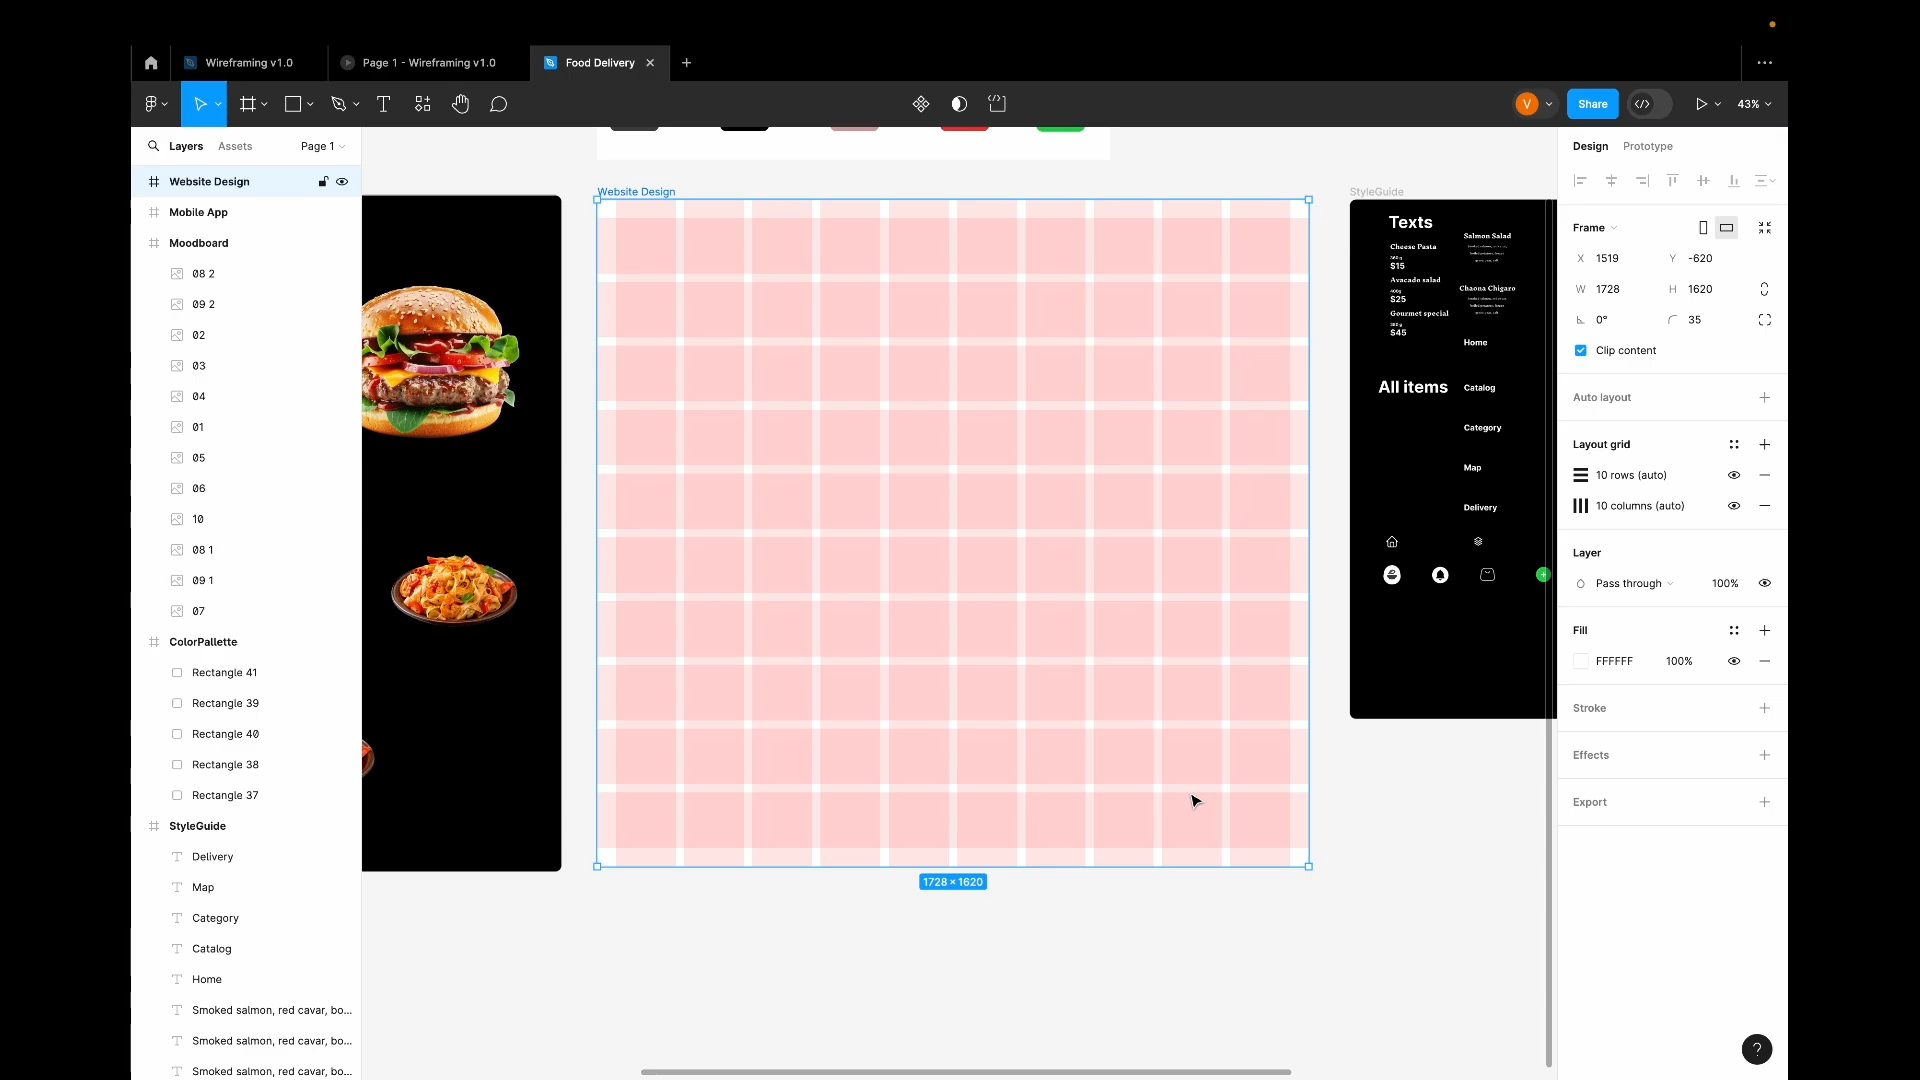 Wireframing v1.0
Page 1 - Wireframing v1.0
Food Delivery
V
Share
43%
Layers
Assets
Page 1
Website Design
Mobile App
Moodboard
08 2
09 2
02
03
04
01
05
06
10
08 1
09 1
07
ColorPallette
Rectangle 41
Rectangle 39
Rectangle 40
Rectangle 38
Rectangle 37
StyleGuide
Delivery
Map
Category
Catalog
Home
Smoked salmon, red cavar, bo...
Smoked salmon, red cavar, bo...
Smoked salmon, red cavar, bo...
Website Design
1728 × 1620
StyleGuide
Texts
Cheese Pasta
$15
Avacado salad
400g
$25
Gourmet special
$45
Salmon Salad
Chaona Chigaro
Home
All items
Catalog
Category
Map
Delivery
Design
Prototype
Frame
X 1519
Y -620
W 1728
H 1620
0°
35
Clip content
Auto layout
Layout grid
10 rows (auto)
10 columns (auto)
Layer
Pass through
100%
Fill
FFFFFF
100%
Stroke
Effects
Export
?